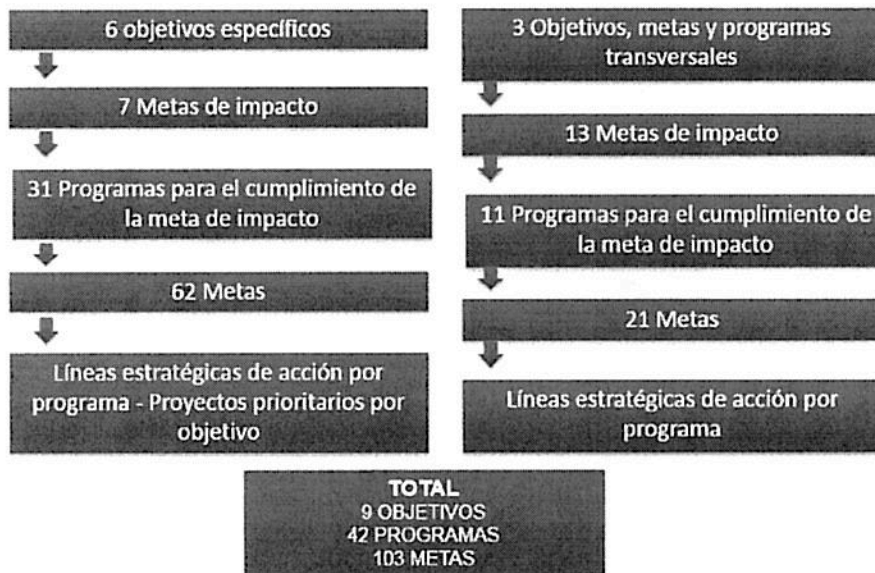 6 objetivos específicos
7 Metas de impacto
31 Programas para el cumplimiento de
la meta de impacto
62 Metas
Líneas estratégicas de acción por
programa - Proyectos prioritarios por
objetivo
3 Objetivos, metas y programas
transversales
13 Metas de impacto
11 Programas para el cumplimiento de
la meta de impacto
21 Metas
Líneas estratégicas de acción por
programa
TOTAL
9 OBJETIVOS
42 PROGRAMAS
103 METAS